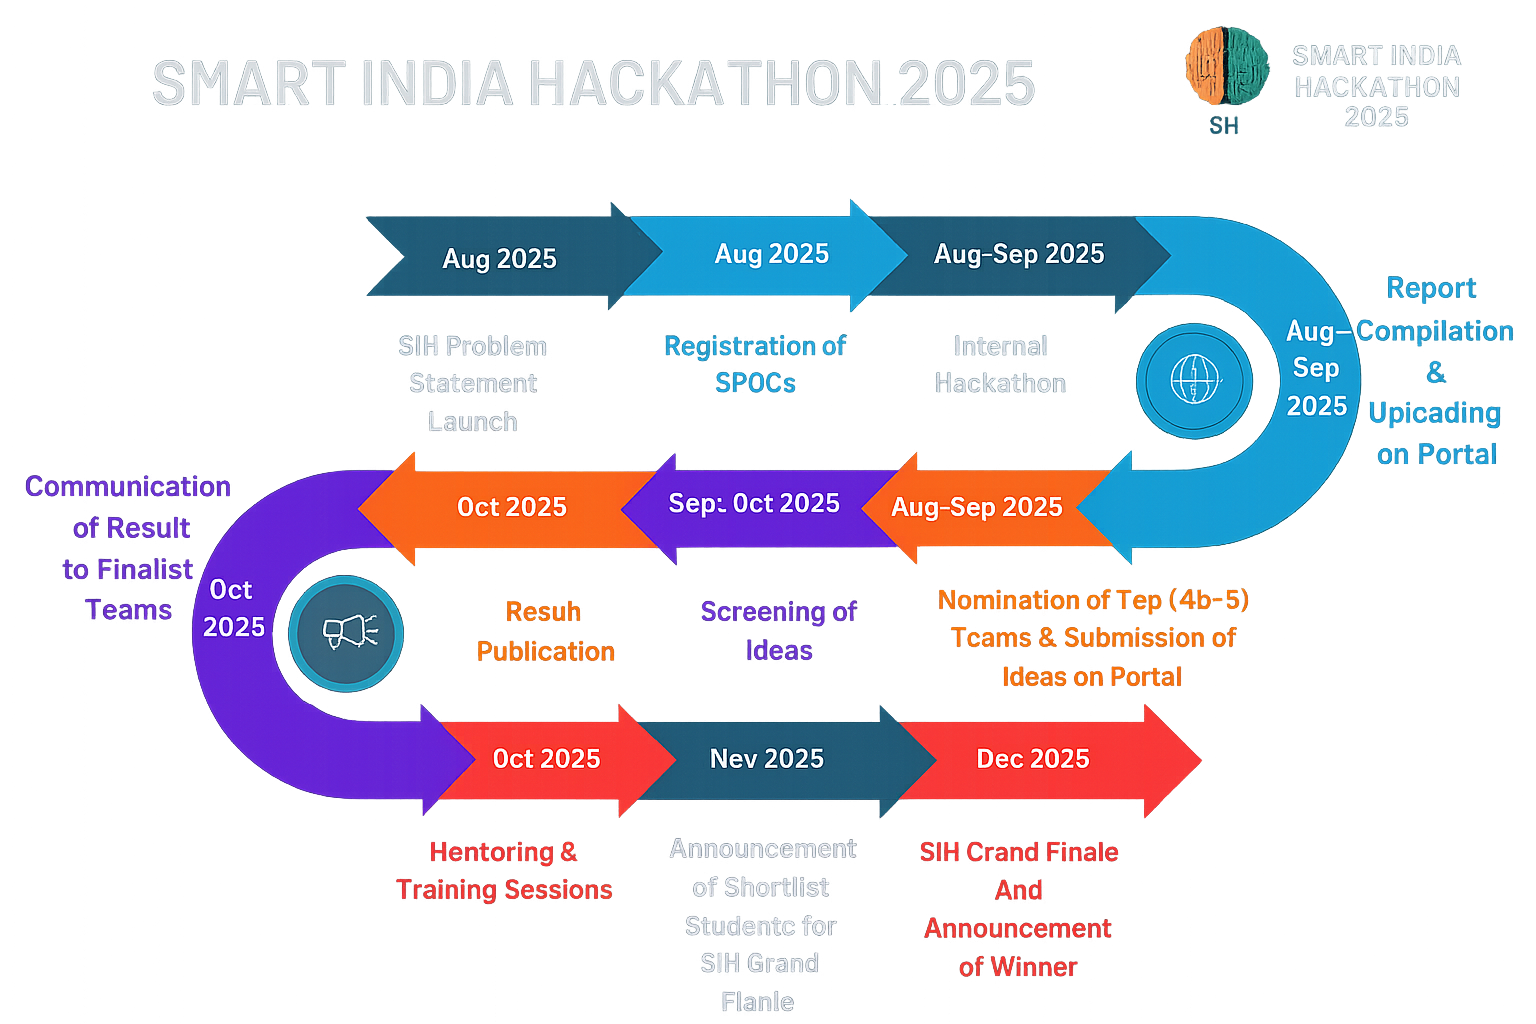 SMART INDIA HACKATHON 2025
SH
SMART INDIA
HACKATHON
2025
Aug 2025
Aug 2025
Aug-Sep 2025
SIH Problem
Statement
Launch
Registration of
SPOCs
Internal
Hackathon
Aug-
Sep
2025
Report
Compilation
&
Upicading
on Portal
Oct 2025
Sep: Oct 2025
Aug-Sep 2025
Communication
of Result
to Finalist
Teams
Oct
2025
Resuh
Publication
Screening of
Ideas
Nomination of Tep (4b-5)
Tcams & Submission of
Ideas on Portal
Oct 2025
Nev 2025
Dec 2025
Hentoring &
Training Sessions
Announcement
of Shortlist
Studentc for
SIH Grand
Flanle
SIH Crand Finale
And
Announcement
of Winner